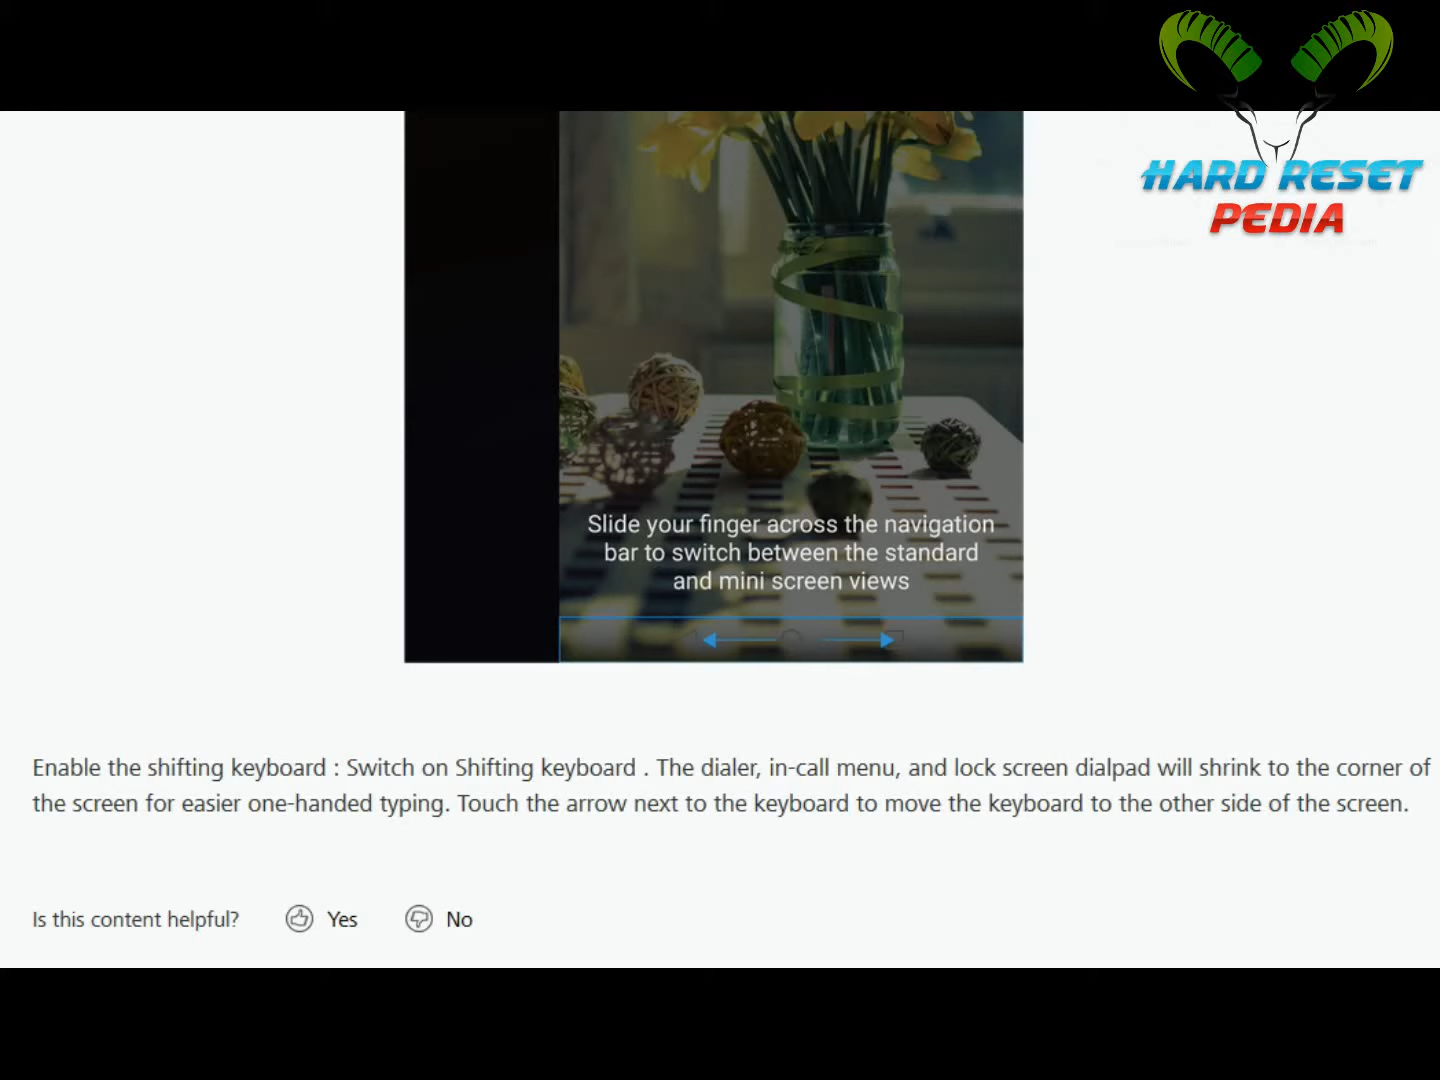 HARD RESET
PEDIA
Slide your finger across the navigation
bar to switch between the standard
and mini screen views
Enable the shifting keyboard : Switch on Shifting keyboard . The dialer, in-call menu, and lock screen dialpad will shrink to the corner of
the screen for easier one-handed typing. Touch the arrow next to the keyboard to move the keyboard to the other side of the screen.
Is this content helpful? Yes No